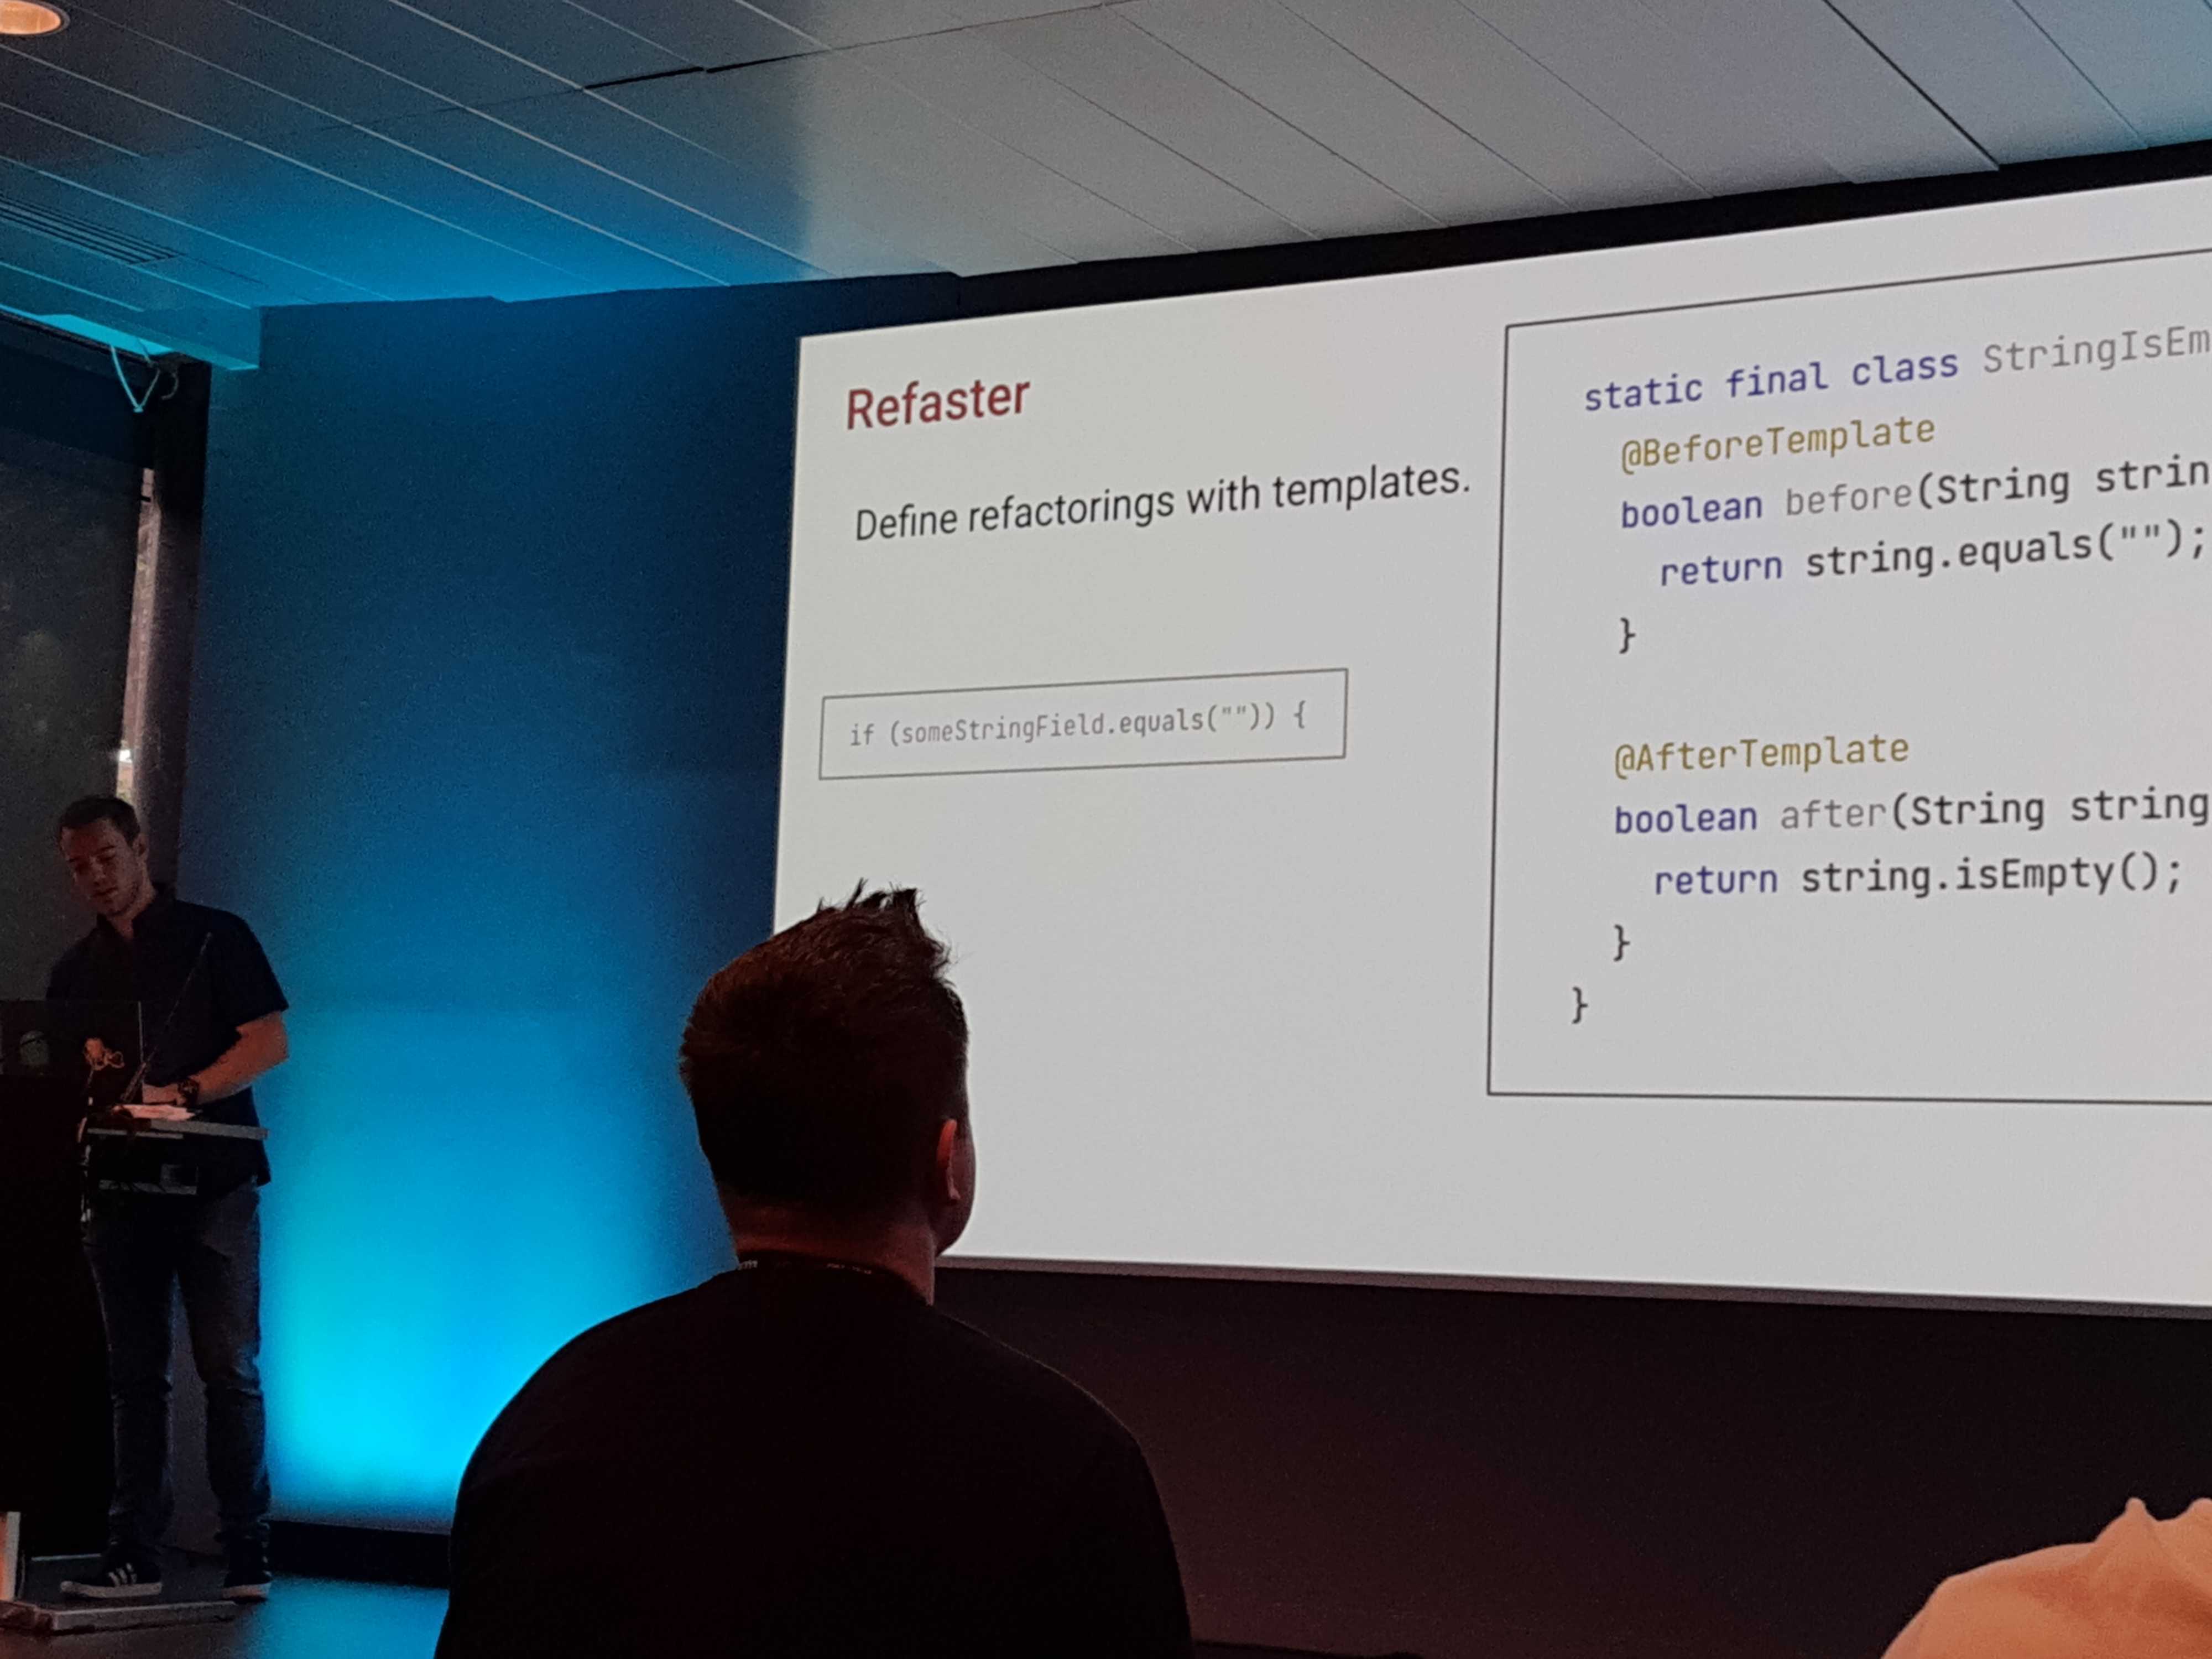 Refaster
Define refactorings with templates.
if (someStringField.equals("")) {
static final class StringIsEm
@BeforeTemplate
boolean before(String strin
return string.equals("");
}
@AfterTemplate
boolean after(String string
return string.isEmpty();
}
}